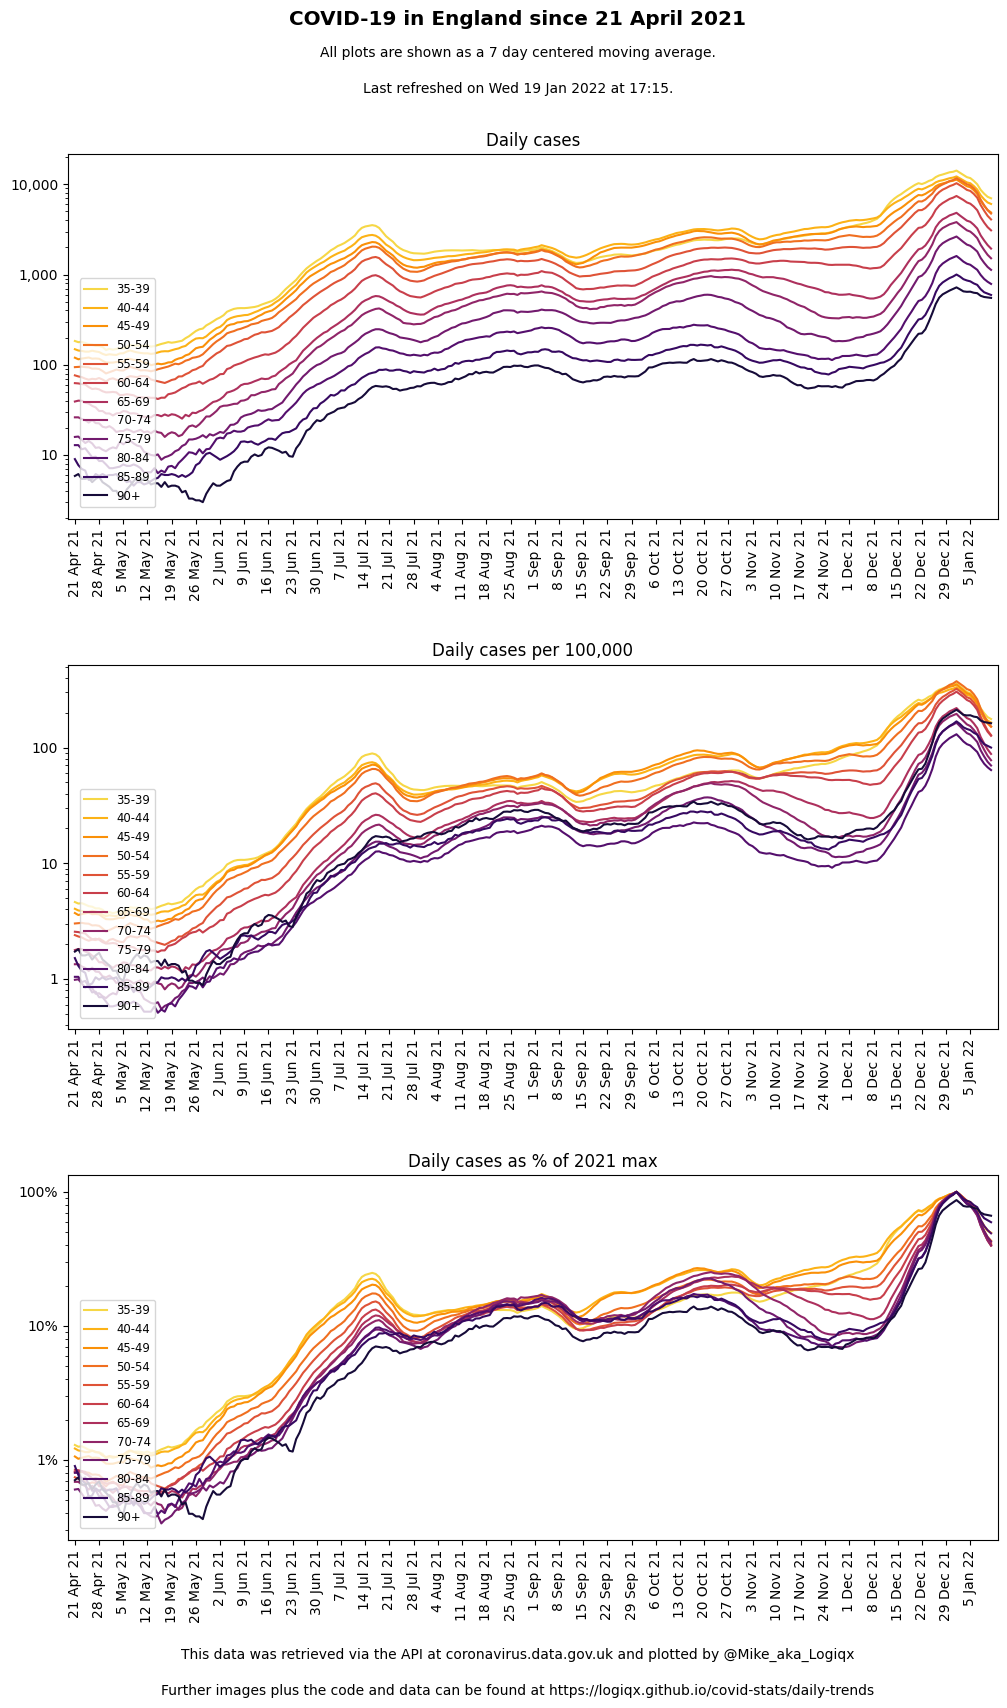 COVID-19 in England since 21 April 2021
All plots are shown as a 7 day centered moving average.
Last refreshed on Wed 19 Jan 2022 at 17:15.
Daily cases
10,000
1,000
100
10
35-39
40-44
45-49
50-54
55-59
60-64
65-69
70-74
75-79
80-84
85-89
90+
21 Apr 21
28 Apr 21
5 May 21
12 May 21
19 May 21
26 May 21
2 Jun 21
9 Jun 21
16 Jun 21
23 Jun 21
30 Jun 21
7 Jul 21
14 Jul 21
21 Jul 21
28 Jul 21
4 Aug 21
11 Aug 21
18 Aug 21
25 Aug 21
1 Sep 21
8 Sep 21
15 Sep 21
22 Sep 21
29 Sep 21
6 Oct 21
13 Oct 21
20 Oct 21
27 Oct 21
3 Nov 21
10 Nov 21
17 Nov 21
24 Nov 21
1 Dec 21
8 Dec 21
15 Dec 21
22 Dec 21
29 Dec 21
5 Jan 22
Daily cases per 100,000
100
10
1
35-39
40-44
45-49
50-54
55-59
60-64
65-69
70-74
75-79
80-84
85-89
90+
21 Apr 21
28 Apr 21
5 May 21
12 May 21
19 May 21
26 May 21
2 Jun 21
9 Jun 21
16 Jun 21
23 Jun 21
30 Jun 21
7 Jul 21
14 Jul 21
21 Jul 21
28 Jul 21
4 Aug 21
11 Aug 21
18 Aug 21
25 Aug 21
1 Sep 21
8 Sep 21
15 Sep 21
22 Sep 21
29 Sep 21
6 Oct 21
13 Oct 21
20 Oct 21
27 Oct 21
3 Nov 21
10 Nov 21
17 Nov 21
24 Nov 21
1 Dec 21
8 Dec 21
15 Dec 21
22 Dec 21
29 Dec 21
5 Jan 22
Daily cases as % of 2021 max
100%
10%
1%
35-39
40-44
45-49
50-54
55-59
60-64
65-69
70-74
75-79
80-84
85-89
90+
21 Apr 21
28 Apr 21
5 May 21
12 May 21
19 May 21
26 May 21
2 Jun 21
9 Jun 21
16 Jun 21
23 Jun 21
30 Jun 21
7 Jul 21
14 Jul 21
21 Jul 21
28 Jul 21
4 Aug 21
11 Aug 21
18 Aug 21
25 Aug 21
1 Sep 21
8 Sep 21
15 Sep 21
22 Sep 21
29 Sep 21
6 Oct 21
13 Oct 21
20 Oct 21
27 Oct 21
3 Nov 21
10 Nov 21
17 Nov 21
24 Nov 21
1 Dec 21
8 Dec 21
15 Dec 21
22 Dec 21
29 Dec 21
5 Jan 22
This data was retrieved via the API at coronavirus.data.gov.uk and plotted by @Mike_aka_Logiqx
Further images plus the code and data can be found at https://logiqx.github.io/covid-stats/daily-trends